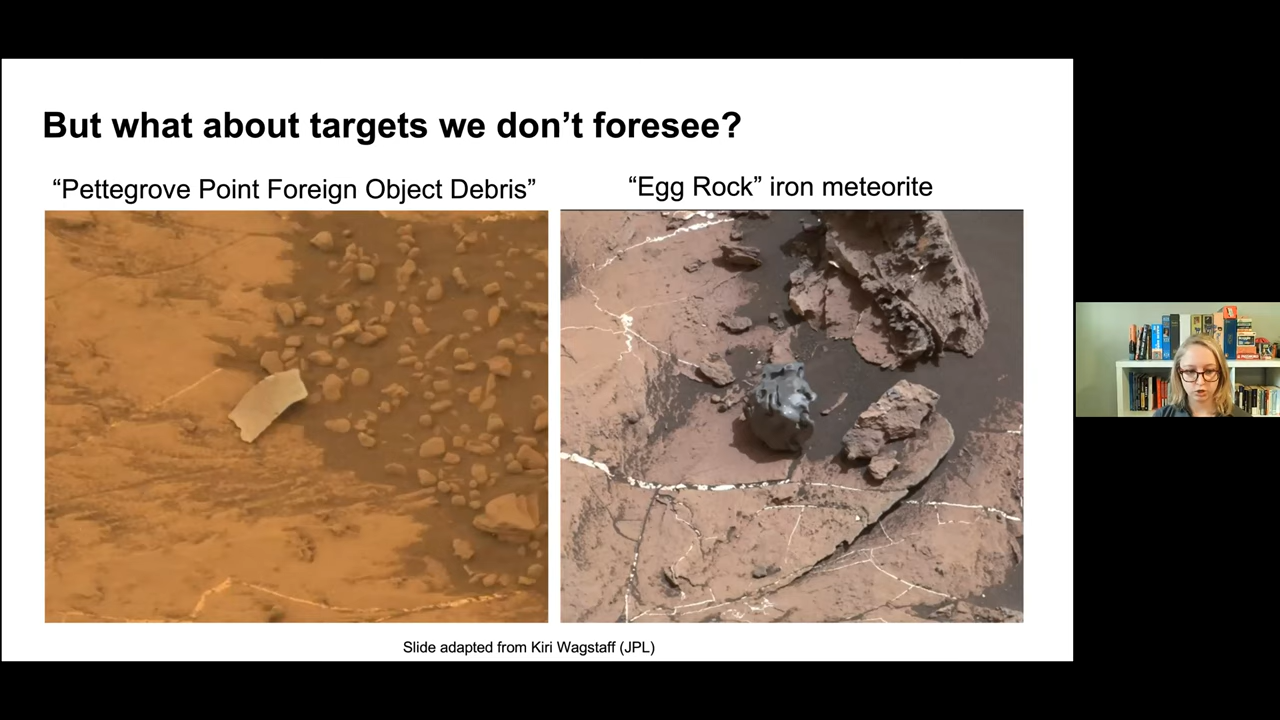 But what about targets we don’t foresee?
“Pettegrove Point Foreign Object Debris”
“Egg Rock” iron meteorite
Slide adapted from Kiri Wagstaff (JPL)